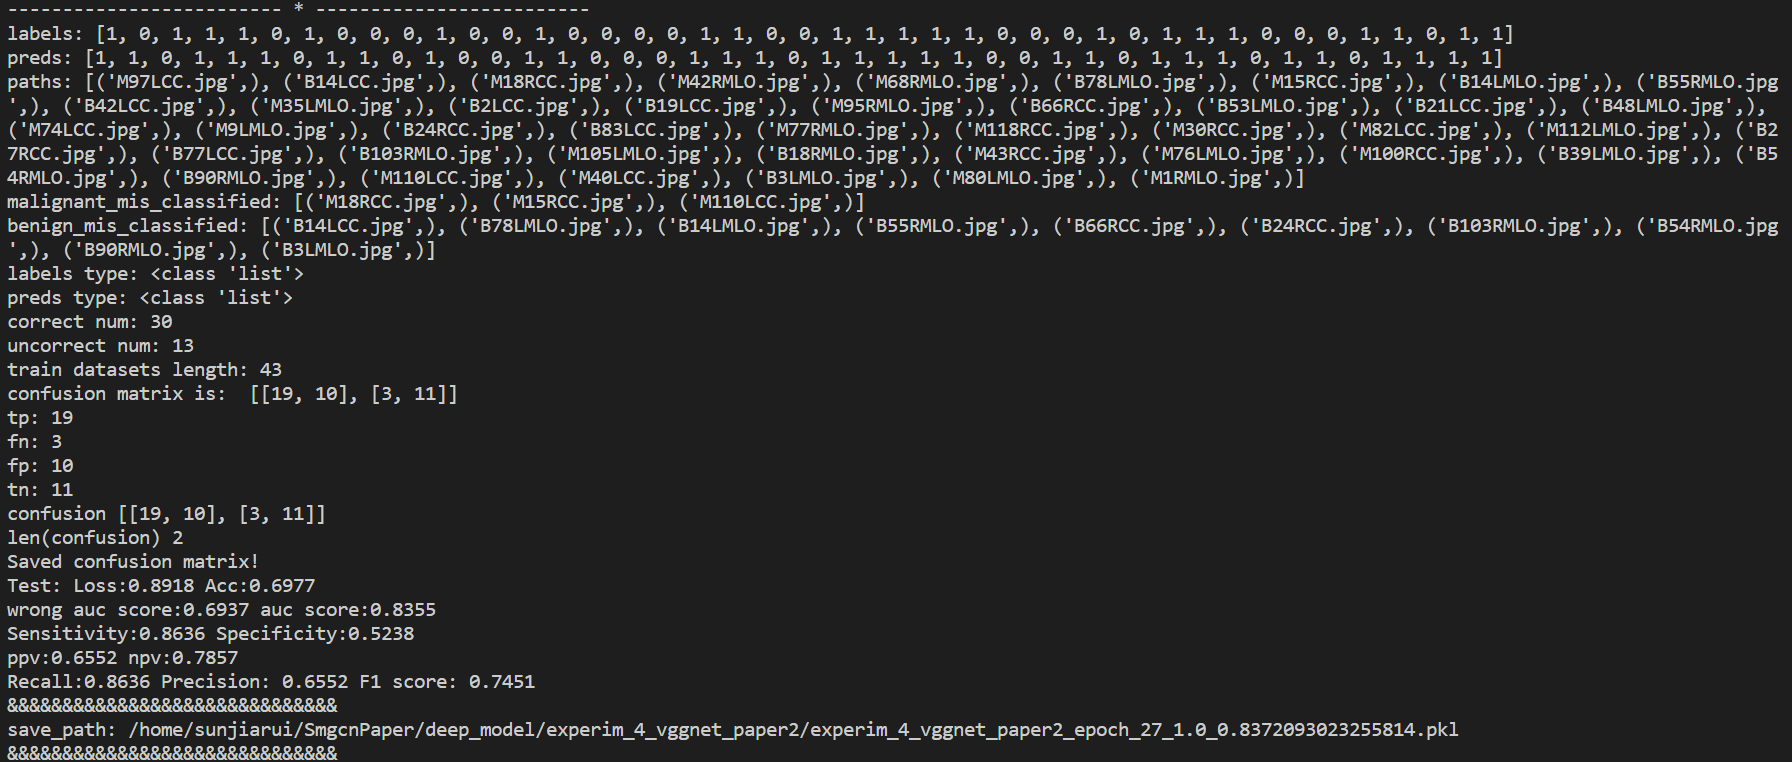 ------------------------- * -------------------------
labels: [1, 0, 1, 1, 1, 0, 1, 0, 0, 0, 1, 0, 0, 1, 0, 0, 0, 0, 1, 1, 0, 0, 1, 1, 1, 1, 1, 0, 0, 0, 1, 0, 1, 1, 1, 0, 0, 0, 1, 1, 0, 1, 1]
preds: [1, 1, 0, 1, 1, 1, 0, 1, 1, 0, 1, 0, 0, 1, 1, 0, 0, 0, 1, 1, 1, 0, 1, 1, 1, 1, 1, 0, 0, 1, 1, 0, 1, 1, 1, 0, 1, 1, 0, 1, 1, 1, 1]
paths: [('M97LCC.jpg',), ('B14LCC.jpg',), ('M18RCC.jpg',), ('M42RMLO.jpg',), ('M68RMLO.jpg',), ('B78LMLO.jpg',), ('M15RCC.jpg',), ('B14LMLO.jpg',), ('B55RMLO.jpg
',), ('B42LCC.jpg',), ('M35LMLO.jpg',), ('B2LCC.jpg',), ('B19LCC.jpg',), ('M95RMLO.jpg',), ('B66RCC.jpg',), ('B53LMLO.jpg',), ('B21LCC.jpg',), ('B48LMLO.jpg',),
('M74LCC.jpg',), ('M9LMLO.jpg',), ('B24RCC.jpg',), ('B83LCC.jpg',), ('M77RMLO.jpg',), ('M118RCC.jpg',), ('M30RCC.jpg',), ('M82LCC.jpg',), ('M112LMLO.jpg',), ('B2
7RCC.jpg',), ('B77LCC.jpg',), ('B103RMLO.jpg',), ('M105LMLO.jpg',), ('B18RMLO.jpg',), ('M43RCC.jpg',), ('M76LMLO.jpg',), ('M100RCC.jpg',), ('B39LMLO.jpg',), ('B5
4RMLO.jpg',), ('B90RMLO.jpg',), ('M110LCC.jpg',), ('M40LCC.jpg',), ('B3LMLO.jpg',), ('M80LMLO.jpg',), ('M1RMLO.jpg',)]
malignant_mis_classified: [('M18RCC.jpg',), ('M15RCC.jpg',), ('M110LCC.jpg',)]
benign_mis_classified: [('B14LCC.jpg',), ('B78LMLO.jpg',), ('B14LMLO.jpg',), ('B55RMLO.jpg',), ('B66RCC.jpg',), ('B24RCC.jpg',), ('B103RMLO.jpg',), ('B54RMLO.jpg
',), ('B90RMLO.jpg',), ('B3LMLO.jpg',)]
labels type: <class 'list'>
preds type: <class 'list'>
correct num: 30
uncorrect num: 13
train datasets length: 43
confusion matrix is:  [[19, 10], [3, 11]]
tp: 19
fn: 3
fp: 10
tn: 11
confusion [[19, 10], [3, 11]]
len(confusion) 2
Saved confusion matrix!
Test: Loss:0.8918 Acc:0.6977
wrong auc score:0.6937 auc score:0.8355
Sensitivity:0.8636 Specificity:0.5238
ppv:0.6552 npv:0.7857
Recall:0.8636 Precision: 0.6552 F1 score: 0.7451
&&&&&&&&&&&&&&&&&&&&&&&&&&&&&&
save_path: /home/sunjiarui/SmgcnPaper/deep_model/experim_4_vggnet_paper2/experim_4_vggnet_paper2_epoch_27_1.0_0.8372093023255814.pkl
&&&&&&&&&&&&&&&&&&&&&&&&&&&&&&